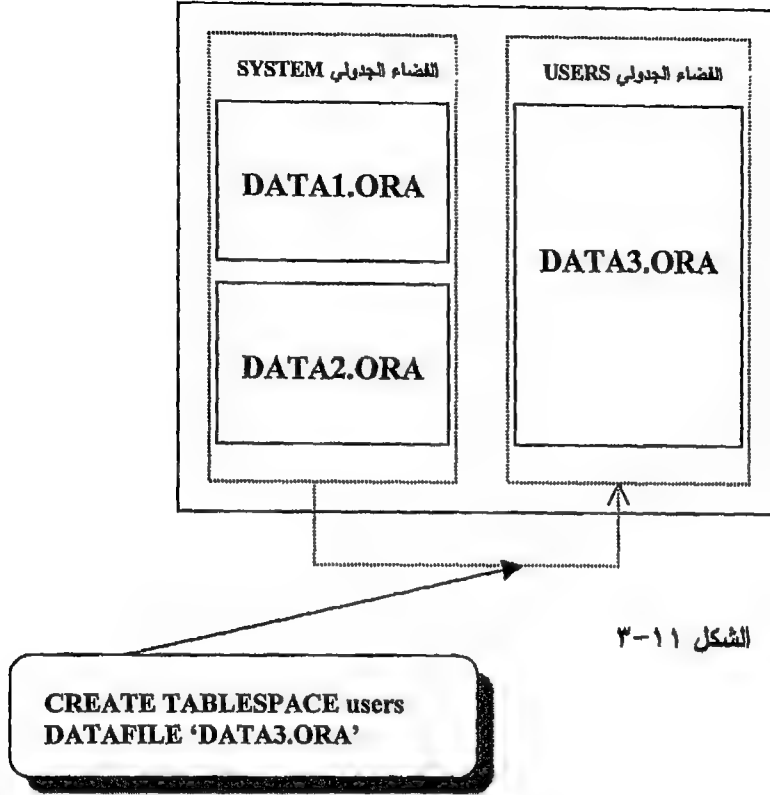 الفضاء الجدولي SYSTEM
DATA1.ORA
DATA2.ORA
الفضاء الجدولي USERS
DATA3.ORA
الشكل ١١-٣
CREATE TABLESPACE users
DATAFILE ‘DATA3.ORA’